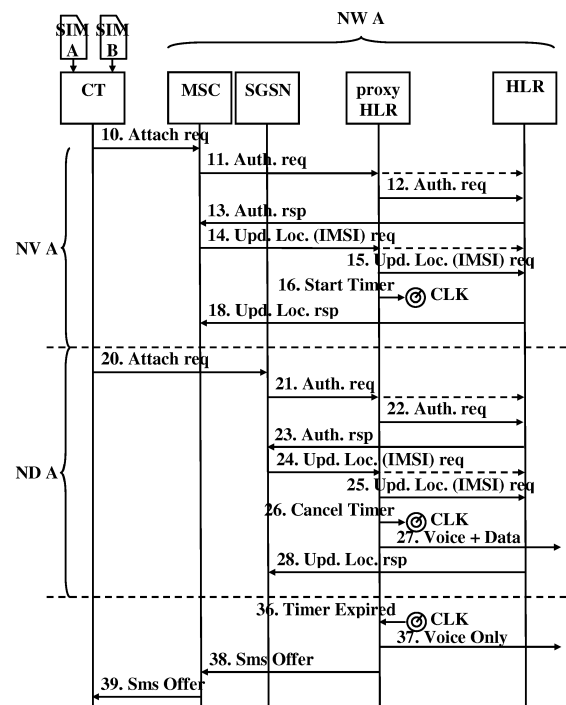 NW A
SIM A
SIM B
CT
MSC
SGSN
proxy HLR
HLR
10. Attach req
11. Auth. req
12. Auth. req
13. Auth. rsp
14. Upd. Loc. (IMSI) req
15. Upd. Loc. (IMSI) req
NV A
16. Start Timer
CLK
18. Upd. Loc. rsp
20. Attach req
21. Auth. req
22. Auth. req
23. Auth. rsp
24. Upd. Loc. (IMSI) req
ND A
25. Upd. Loc. (IMSI) req
26. Cancel Timer
CLK
27. Voice + Data
28. Upd. Loc. rsp
36. Timer Expired
CLK
37. Voice Only
38. Sms Offer
39. Sms Offer